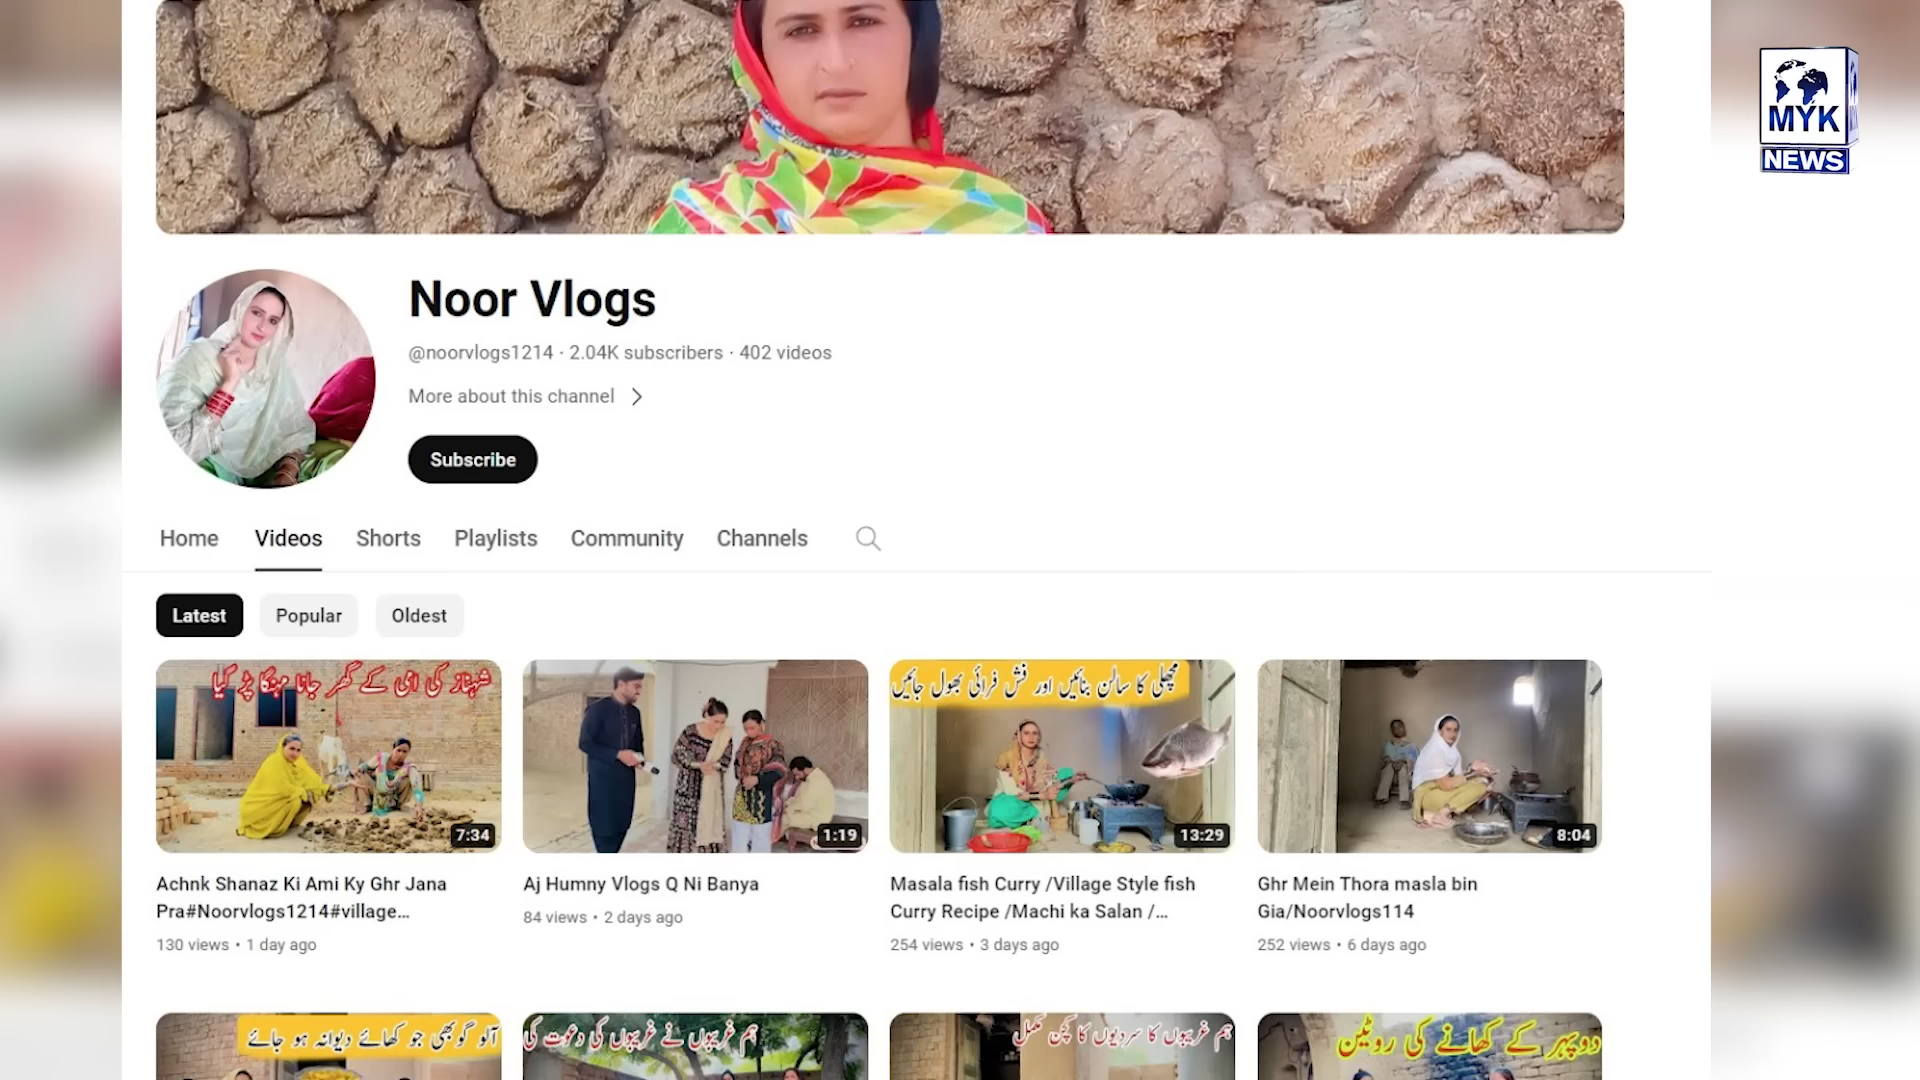 MYK
NEWS
Noor Vlogs
@noorvlogs1214 · 2.04K subscribers · 402 videos
More about this channel
Subscribe
Home Videos Shorts Playlists Community Channels
Latest Popular Oldest
شہناز کی امی کے گھر جانا مہنگا پڑ گیا
7:34
Achnk Shanaz Ki Ami Ky Ghr Jana
Pra#Noorvlogs1214#village…
130 views • 1 day ago
1:19
Aj Humny Vlogs Q Ni Banya
84 views • 2 days ago
مچھلی کا سالن بنائیں اور فش فرائی بھول جائیں
13:29
Masala fish Curry /Village Style fish
Curry Recipe /Machi ka Salan /…
254 views • 3 days ago
8:04
Ghr Mein Thora masla bin
Gia/Noorvlogs114
252 views • 6 days ago
آلو گوبھی جو کھائے دیوانہ ہو جائے
ہم غریبوں نے غریبوں کی دعوت کی
ہم غریبوں کا سردیوں کا کچن مکمل
دوپہر کے کھانے کی روٹین